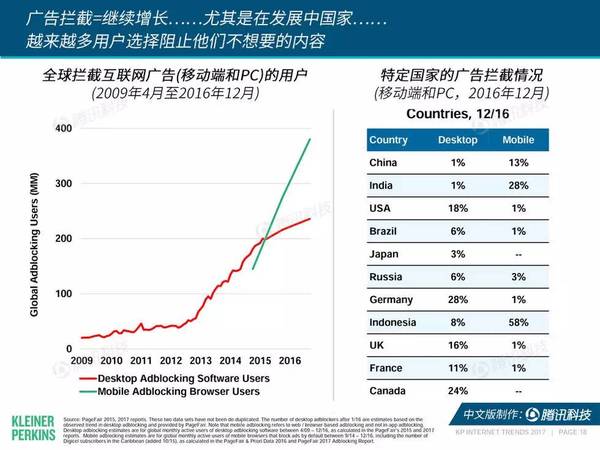 广告拦截=继续增长……尤其是在发展中国家……
越来越多用户选择阻止他们不想要的内容
全球拦截互联网广告(移动端和PC)的用户
(2009年4月至2016年12月)
Global Adblocking Users (MM)
400
300
200
100
0
2009 2010 2011 2012 2013 2014 2015 2016
Desktop Adblocking Software Users
Mobile Adblocking Browser Users
特定国家的广告拦截情况
(移动端和PC，2016年12月)
Countries, 12/16
Country Desktop Mobile
China 1% 13%
India 1% 28%
USA 18% 1%
Brazil 6% 1%
Japan 3% --
Russia 6% 3%
Germany 28% 1%
Indonesia 8% 58%
UK 16% 1%
France 11% 1%
Canada 24% --
KLEINER
PERKINS
Source: PageFair 2015, 2017 reports. These two data sets have not been de-duplicated. The number of desktop adblockers after 1/16 are estimates based on the
observed trend in desktop adblocking and provided by PageFair. Note that mobile adblocking refers to web / browser-based adblocking and not in-app adblocking.
Desktop adblocking estimates are for global monthly active users of desktop adblocking software between 4/09 – 12/16, as calculated in the PageFair's 2015 and 2017
reports. Mobile adblocking estimates are for global monthly active users of mobile browsers that block ads by default between 9/14 – 12/16, including the number of
Digicel subscribers in the Caribbean (added 10/15), as calculated in the PageFair & Priori Data 2016 and PageFair 2017 Adblocking Report.
中文版制作：腾讯科技
KP INTERNET TRENDS 2017 | PAGE 18
腾讯科技